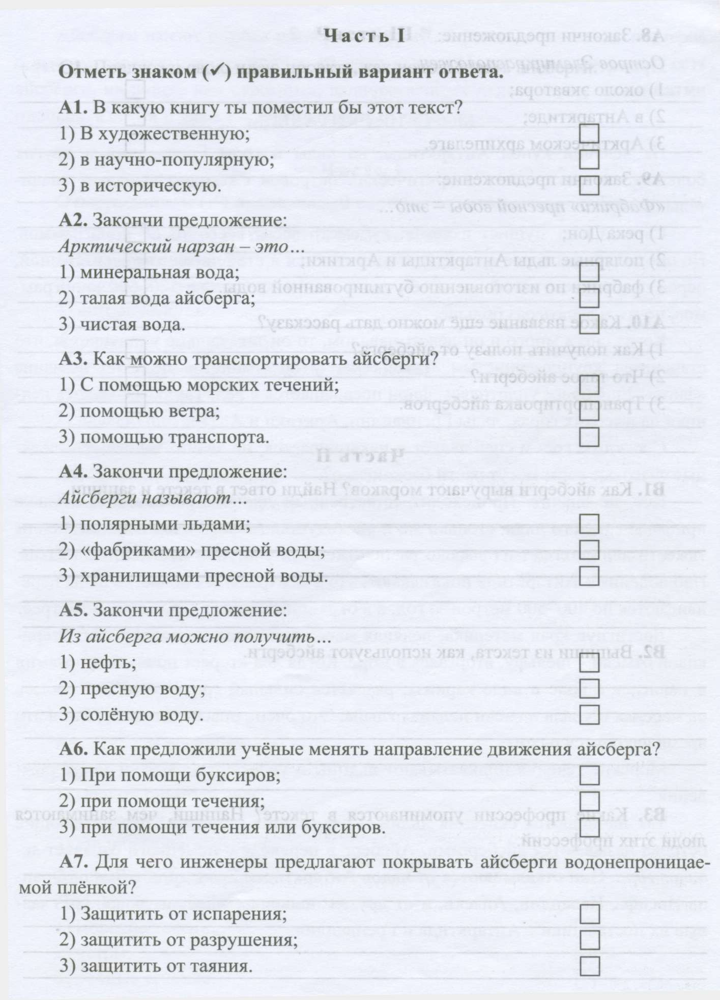 Часть I
Отметь знаком (✓) правильный вариант ответа.
А1. В какую книгу ты поместил бы этот текст?
1) В художественную;
2) в научно-популярную;
3) в историческую.
А2. Закончи предложение:
Арктический нарзан – это…
1) минеральная вода;
2) талая вода айсберга;
3) чистая вода.
А3. Как можно транспортировать айсберги?
1) С помощью морских течений;
2) помощью ветра;
3) помощью транспорта.
А4. Закончи предложение:
Айсберги называют…
1) полярными льдами;
2) «фабриками» пресной воды;
3) хранилищами пресной воды.
А5. Закончи предложение:
Из айсберга можно получить…
1) нефть;
2) пресную воду;
3) солёную воду.
А6. Как предложили учёные менять направление движения айсберга?
1) При помощи буксиров;
2) при помощи течения;
3) при помощи течения или буксиров.
А7. Для чего инженеры предлагают покрывать айсберги водонепроницае-
мой плёнкой?
1) Защитить от испарения;
2) защитить от разрушения;
3) защитить от таяния.